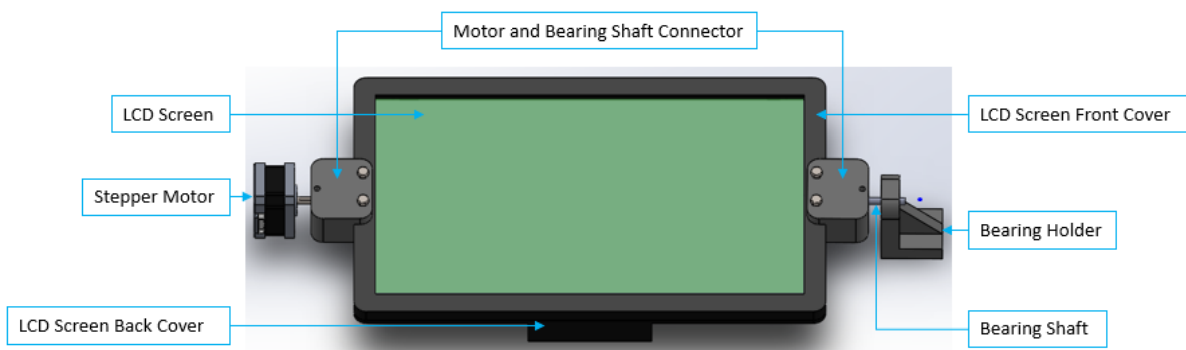 Motor and Bearing Shaft Connector
LCD Screen
LCD Screen Front Cover
Stepper Motor
Bearing Holder
LCD Screen Back Cover
Bearing Shaft